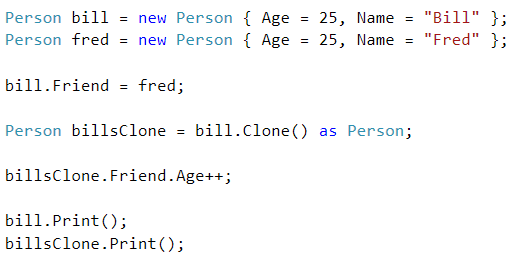 Person bill = new Person { Age = 25, Name = "Bill" };
Person fred = new Person { Age = 25, Name = "Fred" };
bill.Friend = fred;
Person billsClone = bill.Clone() as Person;
billsClone.Friend.Age++;
bill.Print();
billsClone.Print();